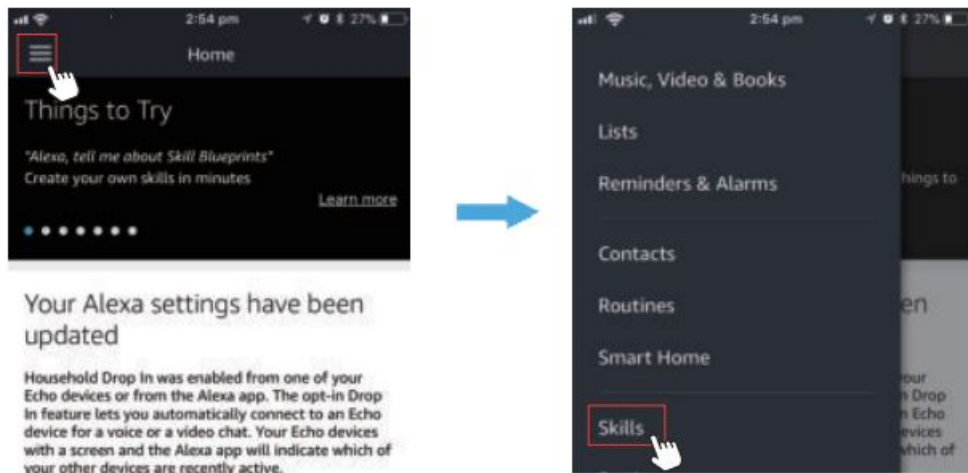 2:54 pm
27%
Home
Things to Try
"Alexa, tell me about Skill Blueprints"
Create your own skills in minutes
Learn more
Your Alexa settings have been
updated
Household Drop In was enabled from one of your
Echo devices or from the Alexa app. The opt-in Drop
In feature lets you automatically connect to an Echo
device for a voice or a video chat. Your Echo devices
with a screen and the Alexa app will indicate which of
your other devices are recently active.
2:54 pm
27%
Music, Video & Books
Lists
Reminders & Alarms
hings to
Contacts
Routines
en
Smart Home
your
n Drop
n Echo
evices
which of
Skills